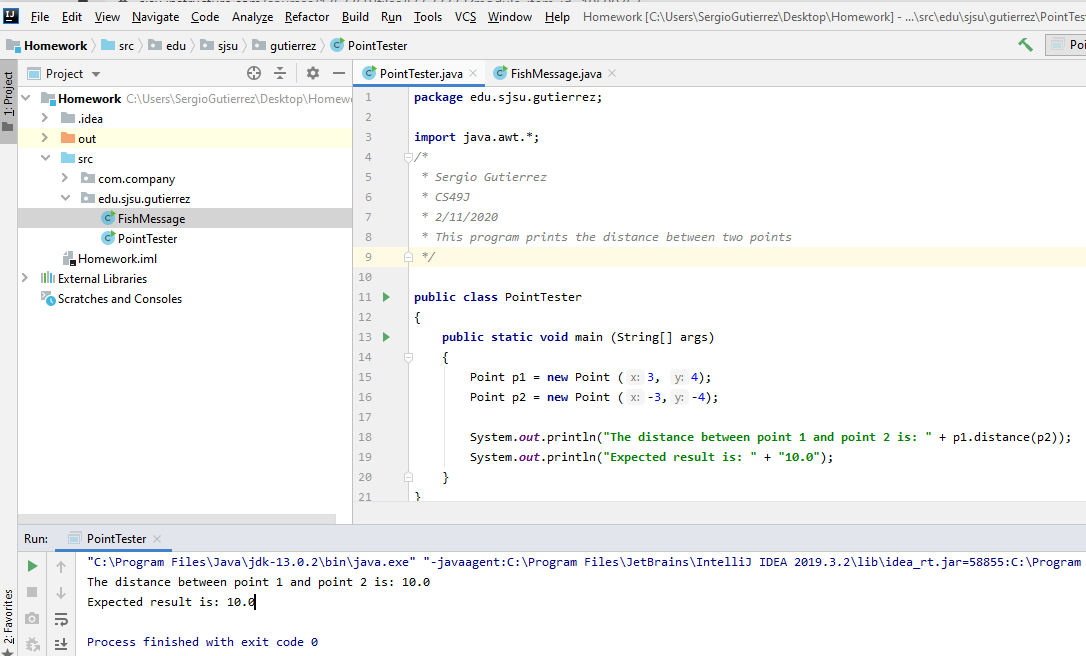 File Edit View Navigate Code Analyze Refactor Build Run Tools VCS Window Help Homework [C:\Users\SergioGutierrez\Desktop\Homework] - ...\src\edu\sjsu\gutierrez\PointTes
Homework src edu sjsu gutierrez PointTester Poi
1: Project
Project
PointTester.java FishMessage.java
Homework C:\Users\SergioGutierrez\Desktop\Homew
.idea
out
src
com.company
edu.sjsu.gutierrez
FishMessage
PointTester
Homework.iml
External Libraries
Scratches and Consoles
1 package edu.sjsu.gutierrez;
2
3 import java.awt.*;
4 /*
5 * Sergio Gutierrez
6 * CS49J
7 * 2/11/2020
8 * This program prints the distance between two points
9 */
10
11 public class PointTester
12 {
13 public static void main (String[] args)
14 {
15 Point p1 = new Point ( x: 3, y: 4);
16 Point p2 = new Point ( x: -3, y: -4);
17
18 System.out.println("The distance between point 1 and point 2 is: " + p1.distance(p2));
19 System.out.println("Expected result is: " + "10.0");
20 }
21 }
Run: PointTester
"C:\Program Files\Java\jdk-13.0.2\bin\java.exe" "-javaagent:C:\Program Files\JetBrains\IntelliJ IDEA 2019.3.2\lib\idea_rt.jar=58855:C:\Program
The distance between point 1 and point 2 is: 10.0
Expected result is: 10.0
Process finished with exit code 0
2: Favorites